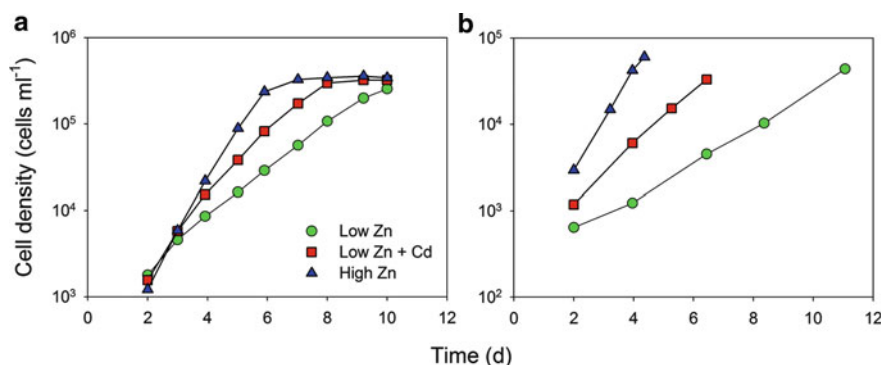 a
b
Cell density (cells ml⁻¹)
10⁶
10⁵
10⁴
10³
0 2 4 6 8 10 12
Low Zn
Low Zn + Cd
High Zn
10⁵
10⁴
10³
10²
0 2 4 6 8 10 12
Time (d)